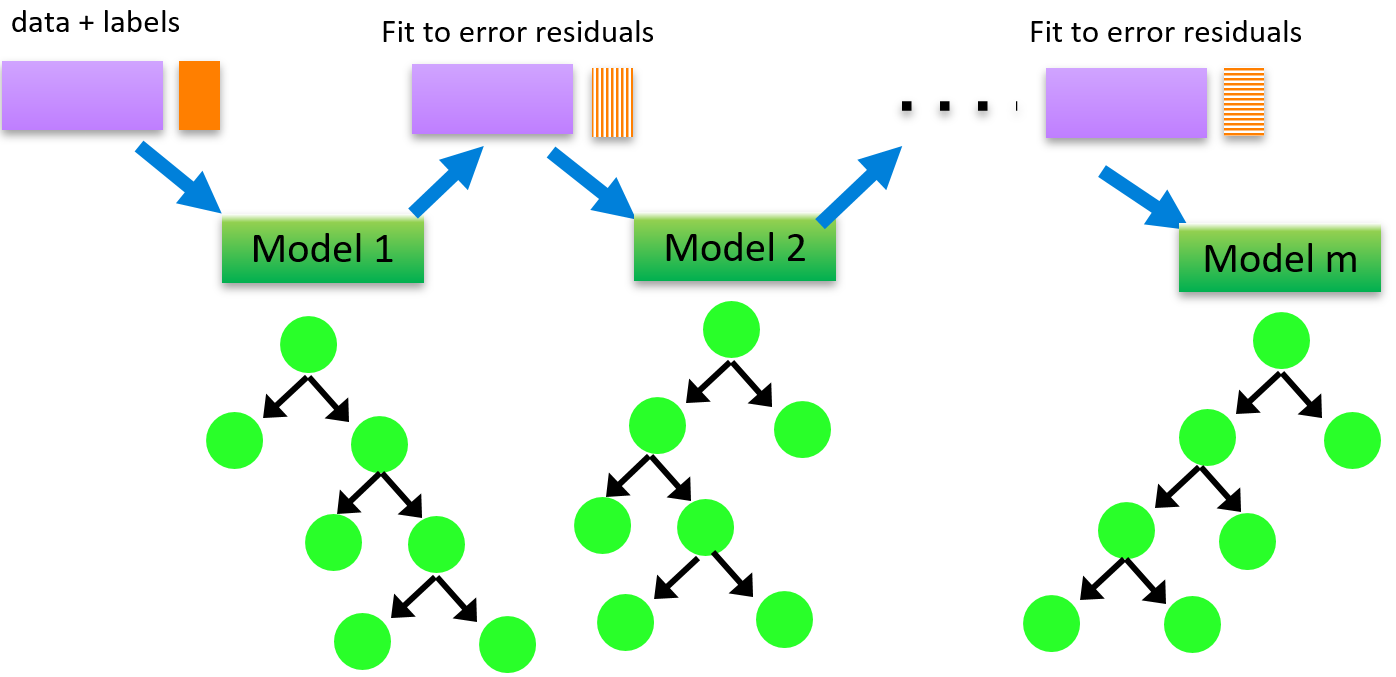 data + labels
Fit to error residuals
Fit to error residuals
Model 1
Model 2
Model m